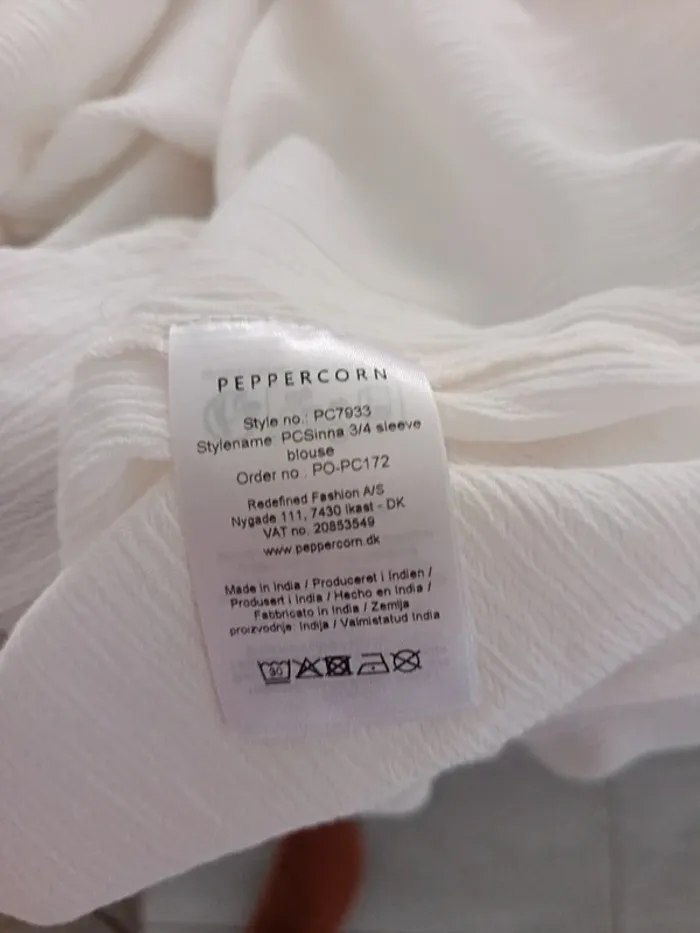 PEPPERCORN
Style no.: PC7933
Stylename: PCSinna 3/4 sleeve
blouse
Order no.: PO-PC172
Redefined Fashion A/S
Nygade 111, 7430 Ikast - DK
VAT no. 20853549
www.peppercorn.dk
Made in India / Produceret i Indien /
Produsert i India / Hecho en India /
Fabbricato in India / Zemlja
proizvodnje: Indija / Valmistatud India
30